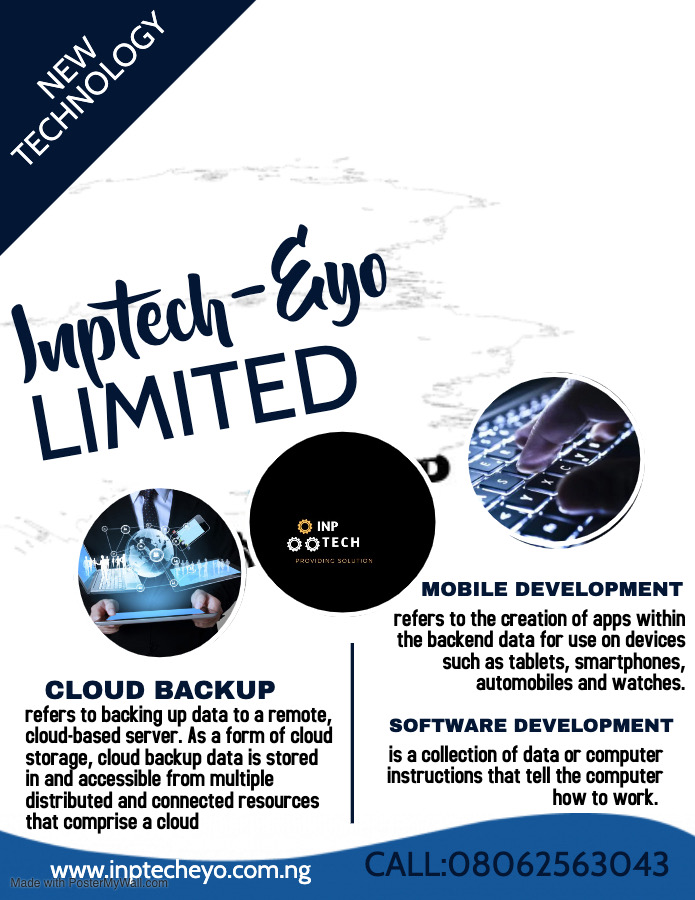 NEW
TECHNOLOGY
Inptech-Eyo
LIMITED
INP
TECH
PROVIDING SOLUTION
MOBILE DEVELOPMENT
refers to the creation of apps within
the backend data for use on devices
such as tablets, smartphones,
automobiles and watches.
CLOUD BACKUP
refers to backing up data to a remote,
cloud-based server. As a form of cloud
storage, cloud backup data is stored
in and accessible from multiple
distributed and connected resources
that comprise a cloud
SOFTWARE DEVELOPMENT
is a collection of data or computer
instructions that tell the computer
how to work.
www.inptecheyo.com.ng
CALL:08062563043
Made with PosterMyWall.com